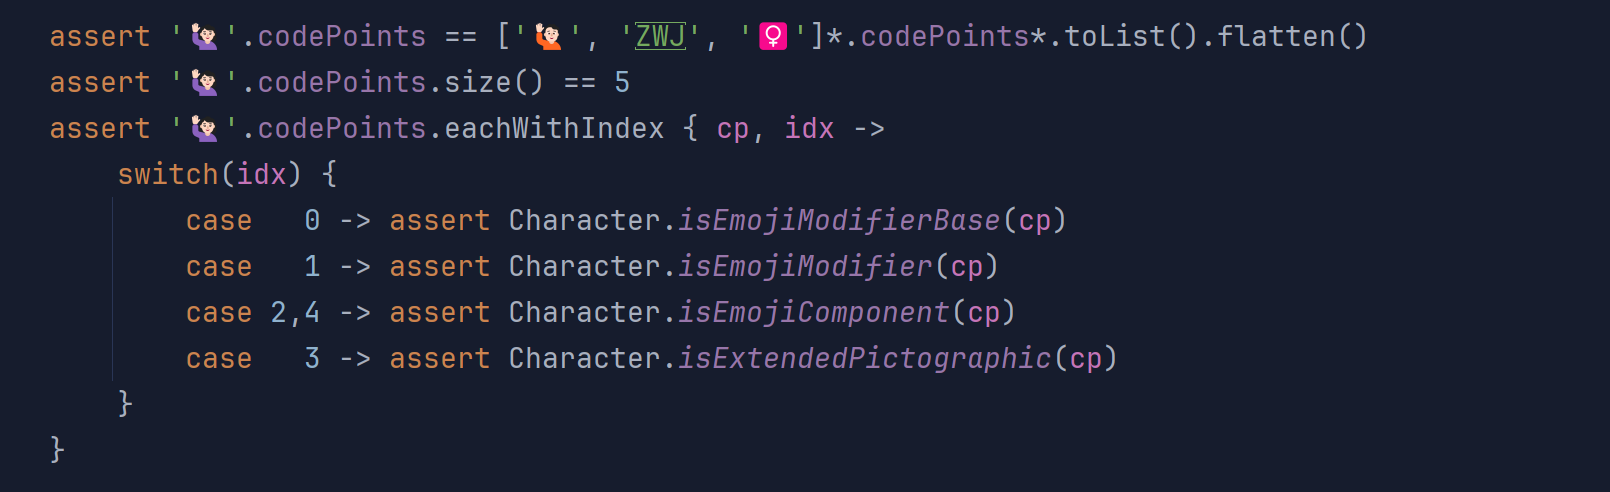 assert '🙋🏻‍♀️'.codePoints == ['🙋🏻', 'ZWJ', '♀️']*.codePoints*.toList().flatten()
assert '🙋🏻‍♀️'.codePoints.size() == 5
assert '🙋🏻‍♀️'.codePoints.eachWithIndex { cp, idx ->
    switch(idx) {
        case   0 -> assert Character.isEmojiModifierBase(cp)
        case   1 -> assert Character.isEmojiModifier(cp)
        case 2,4 -> assert Character.isEmojiComponent(cp)
        case   3 -> assert Character.isExtendedPictographic(cp)
    }
}